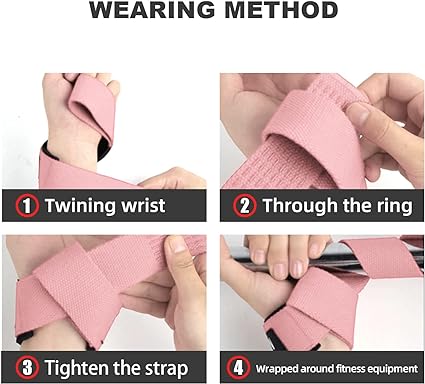 WEARING METHOD
1 Twining wrist
2 Through the ring
3 Tighten the strap
4 Wrapped around fitness equipment